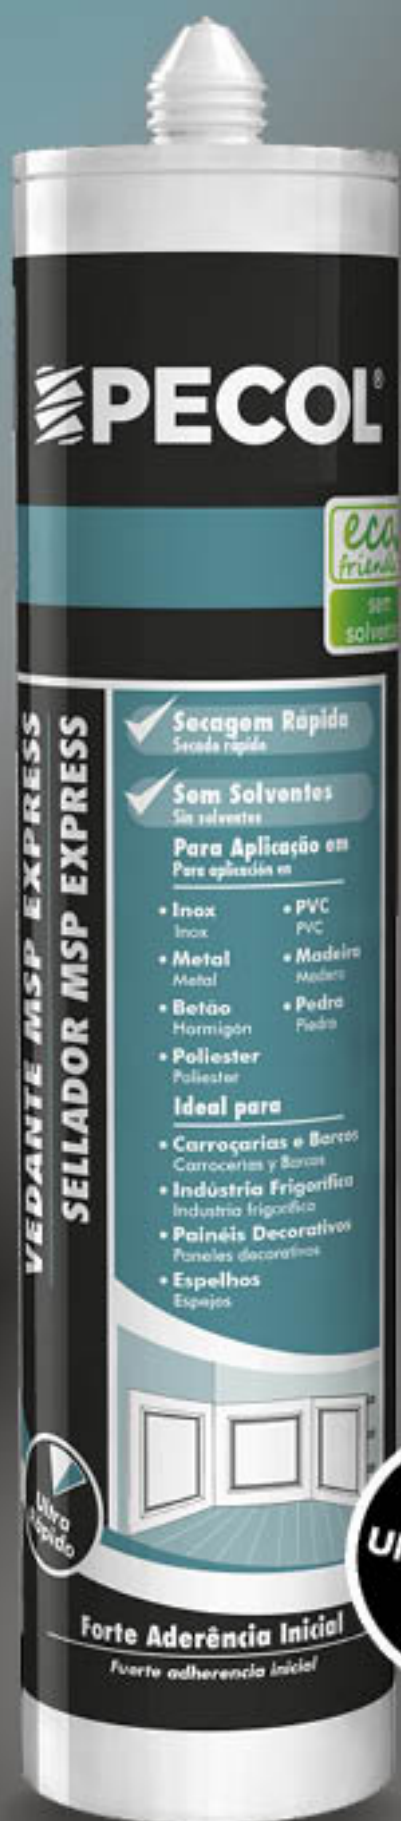 PECOL®
eco
friendly
sem
solventes
VEDANTE MSP EXPRESS
SELLADOR MSP EXPRESS
Secagem Rápida
Secado rápido
Sem Solventes
Sin solventes
Para Aplicação em
Para aplicación en
• Inox
Inox
• Metal
Metal
• Betão
Hormigón
• Poliester
Poliester
• PVC
PVC
• Madeira
Madera
• Pedra
Piedra
Ideal para
• Carroçarias e Barcos
Carrocerias y Barcos
• Indústria Frigorífica
Industria frigorífica
• Painéis Decorativos
Paneles decorativos
• Espelhos
Espejos
Ultra
Rápido
Forte Aderência Inicial
Fuerte adherencia inicial